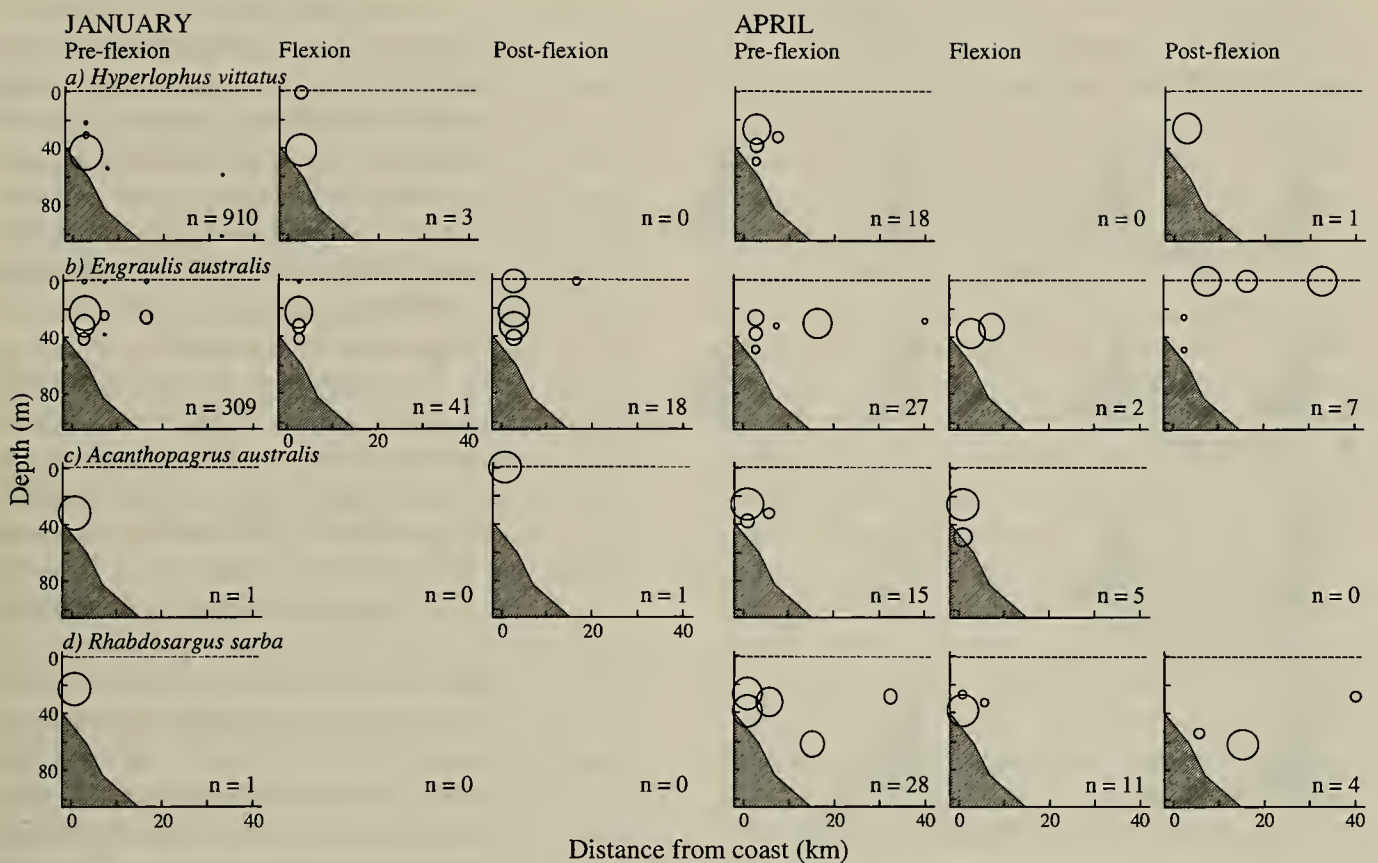 JANUARY APRIL
Pre-flexion Flexion Post-flexion Pre-flexion Flexion Post-flexion
a) Hyperlophus vittatus
0
40
80
n = 910 n = 3 n = 0 n = 18 n = 0 n = 1
b) Engraulis australis
0
40
80
n = 309 n = 41 n = 18 n = 27 n = 2 n = 7
0 20 40
c) Acanthopagrus australis
0
40
80
n = 1 n = 0 n = 1 n = 15 n = 5 n = 0
0 20 40
d) Rhabdosargus sarba
0
40
80
n = 1 n = 0 n = 0 n = 28 n = 11 n = 4
0 20 40 0 20 40 0 20 40 0 20 40
Depth (m)
Distance from coast (km)